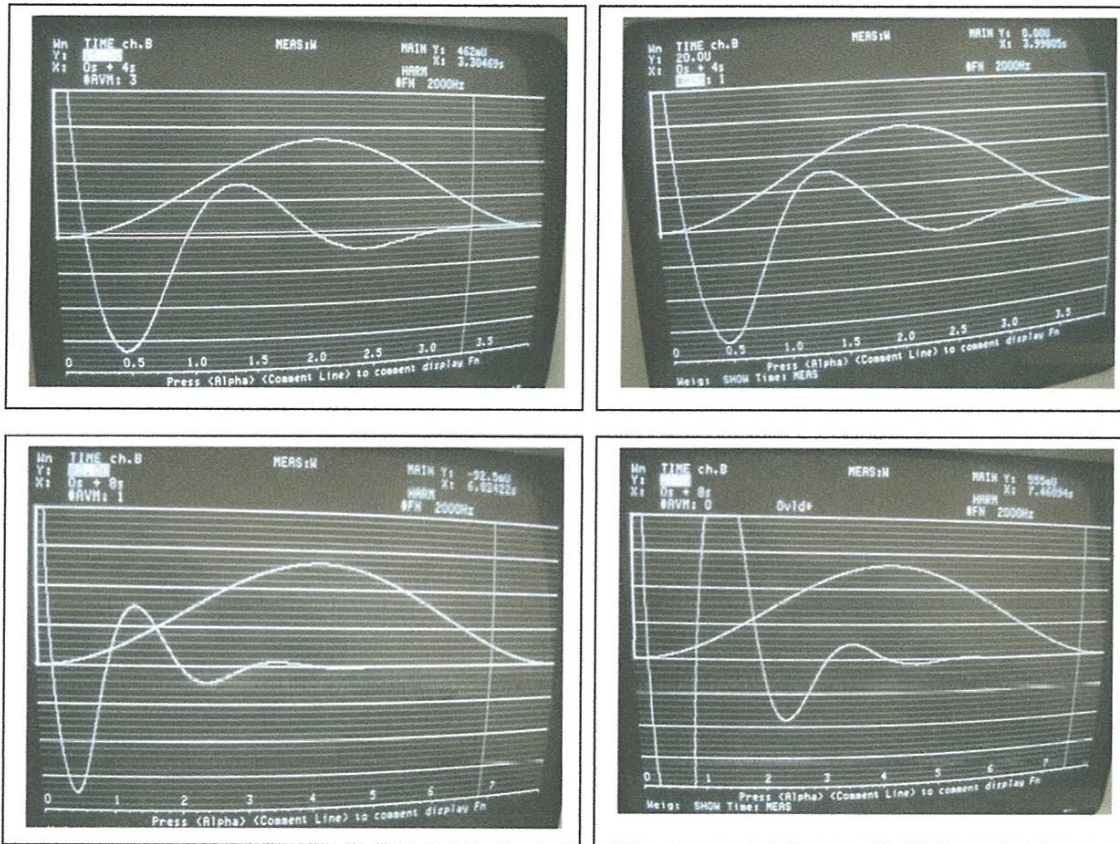 Wn TIME ch.B MEAS:W MAIN Y: 462mU
Y: X: 3.30469s
X: 0s + 4s HARM
#AVM: 3 #FN 2000Hz
0 0.5 1.0 1.5 2.0 2.5 3.0 3.5
Press <Alpha> <Comment Line> to comment display Fn
Wn TIME ch.B MEAS:W MAIN Y: 0.00U
Y: 20.0U X:
X: 0s + 4s HARM
1 #FN 2000Hz
0 0.5 1.0 1.5 2.0 2.5 3.0 3.5
Press <Alpha> <Comment Line> to comment display Fn
Weig: SHOW Time: MEAS
Wn TIME ch.B MEAS:W MAIN Y: -92.5mU
Y: X: 6.02422s
X: 0s + 8s HARM
#AVM: 1 #FN 2000Hz
0 1 2 3 4 5 6 7
Press <Alpha> <Comment Line> to comment display Fn
Wn TIME ch.B MEAS:W MAIN Y: 555mU
Y: X: 7.46094s
X: 0s + 8s HARM
#AVM: 0 Ovld+ #FN 2000Hz
0 1 2 3 4 5 6 7
Press <Alpha> <Comment Line> to comment display Fn
Weig: SHOW Time: MEAS